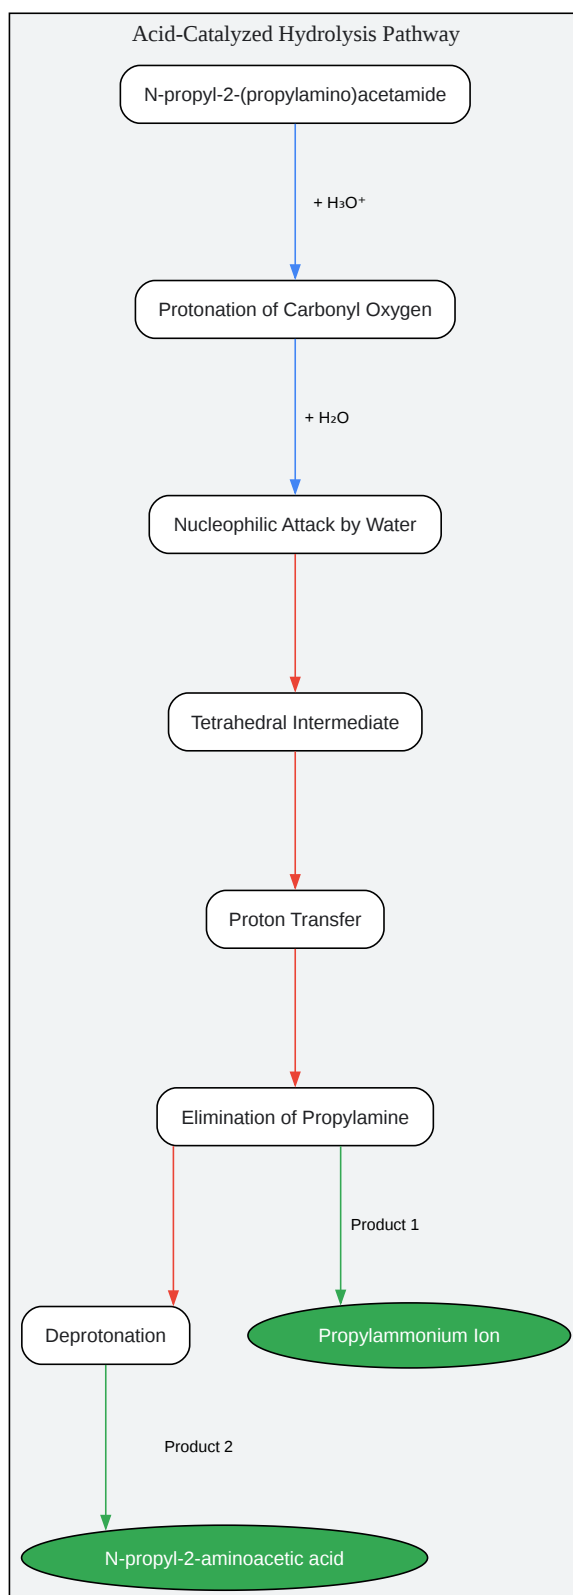 Acid-Catalyzed Hydrolysis Pathway
N-propyl-2-(propylamino)acetamide
+ H₃O⁺
Protonation of Carbonyl Oxygen
+ H₂O
Nucleophilic Attack by Water
Tetrahedral Intermediate
Proton Transfer
Elimination of Propylamine
Product 1
Deprotonation
Propylammonium Ion
Product 2
N-propyl-2-aminoacetic acid